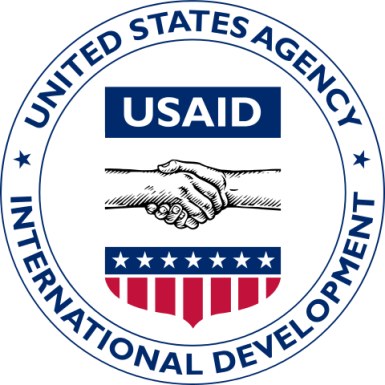 UNITED STATES AGENCY
USAID
INTERNATIONAL DEVELOPMENT